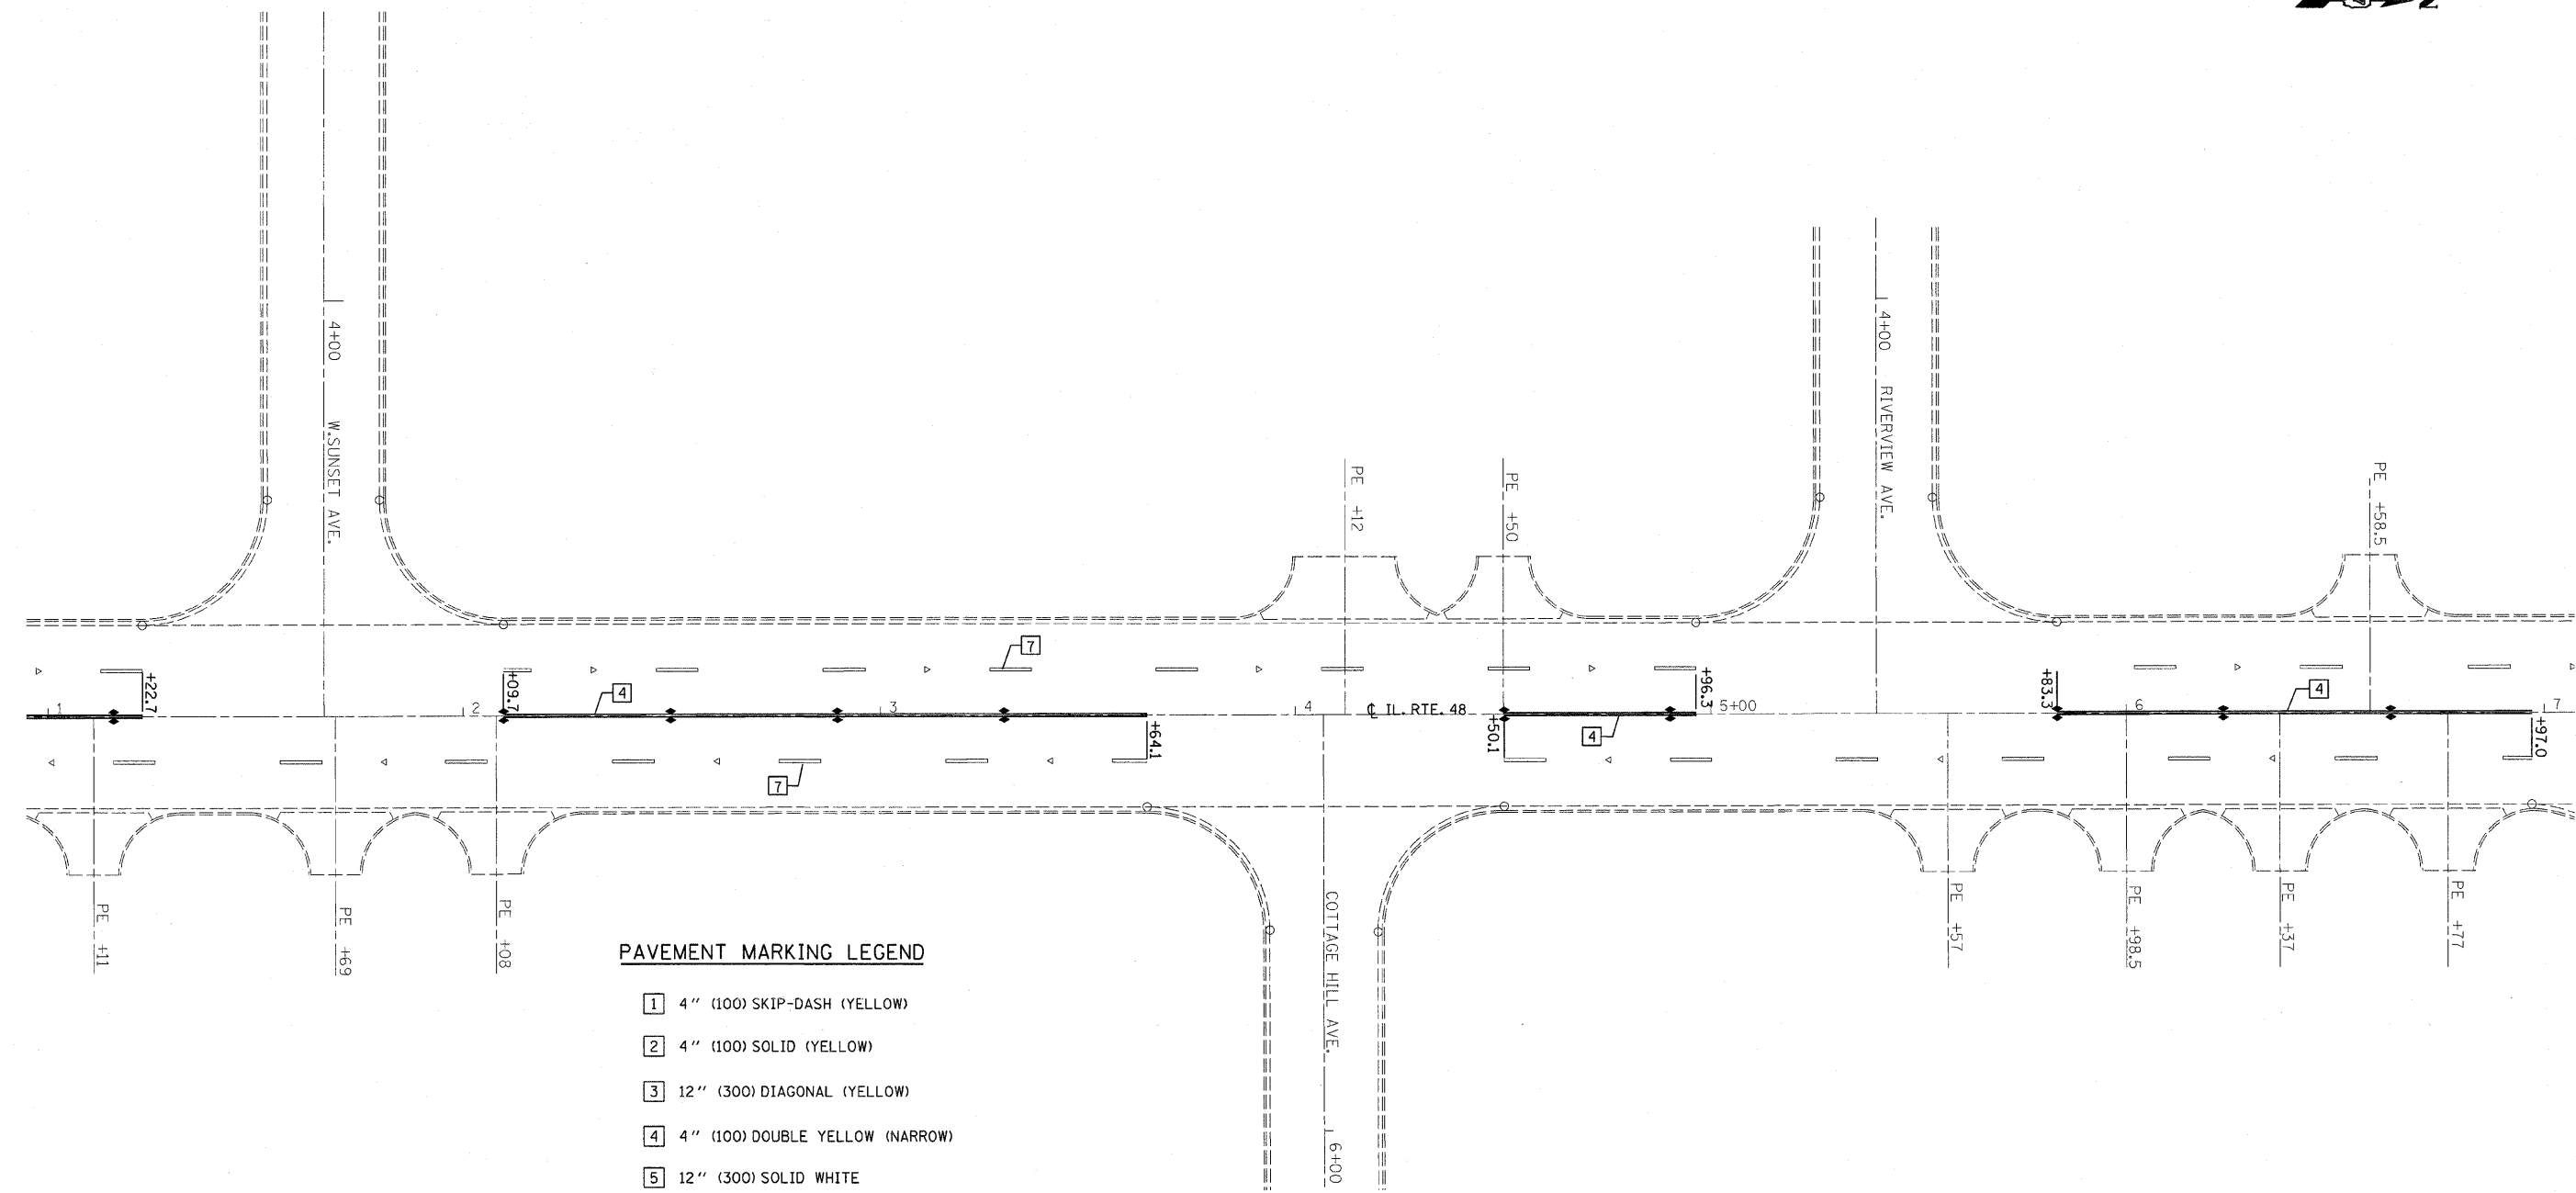 Z
4+00 W.SUNSET AVE.
4+00 RIVERVIEW AVE.
PE +12
PE +50
PE +58.5
7
+22.7
+09.7
4
+96.3
+83.3
4
1
2
3
4
℄ IL. RTE. 48
5+00
6
7
+64.1
+50.1
4
+97.0
7
PE +11
PE +69
PE +08
COTTAGE HILL AVE.
6+00
PE +57
PE +98.5
PE +37
PE +77
PAVEMENT MARKING LEGEND
1 4" (100) SKIP-DASH (YELLOW)
2 4" (100) SOLID (YELLOW)
3 12" (300) DIAGONAL (YELLOW)
4 4" (100) DOUBLE YELLOW (NARROW)
5 12" (300) SOLID WHITE